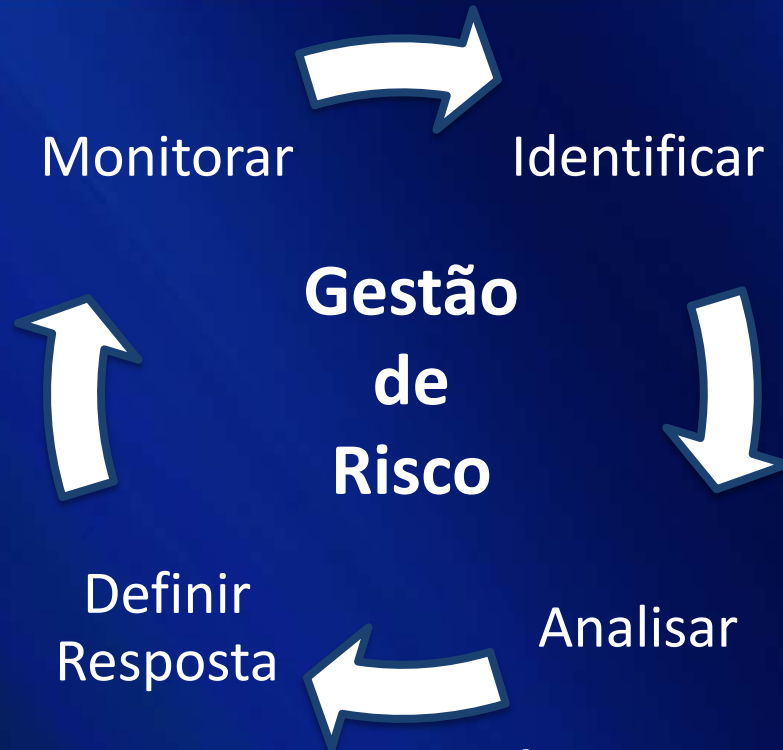 Monitorar
Identificar
Gestão
de
Risco
Definir
Resposta
Analisar